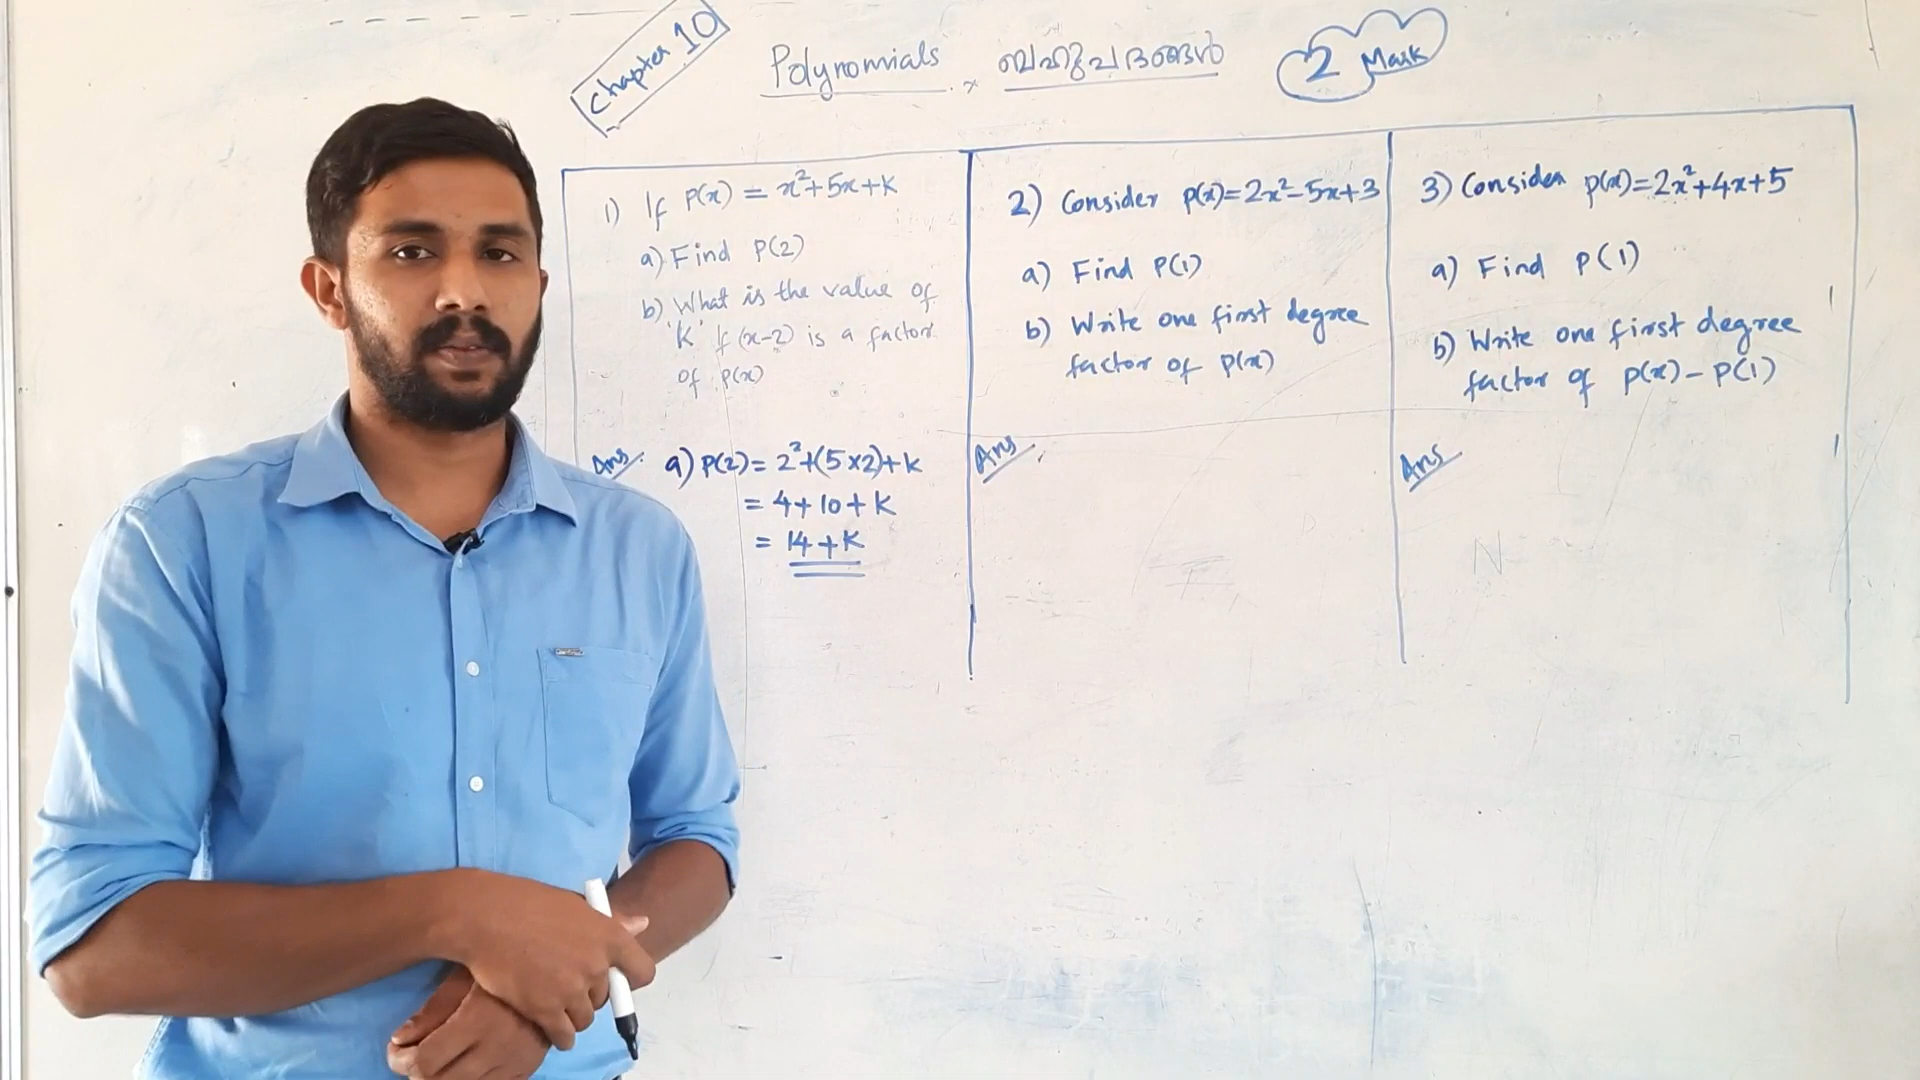 Chapter 10
Polynomials ബഹുപദങ്ങൾ
2 Mark
1) If P(x) = x²+5x+K
a) Find P(2)
b) What is the value of
'K' If (x-2) is a factor
of p(x)
Ans. a) P(2) = 2²+(5×2)+K
= 4+10+K
= 14+K
2) Consider p(x)=2x²-5x+3
a) Find P(1)
b) Write one first degree
factor of p(x)
Ans
3) Consider p(x)=2x²+4x+5
a) Find P(1)
b) Write one first degree
factor of p(x)-P(1)
Ans
N